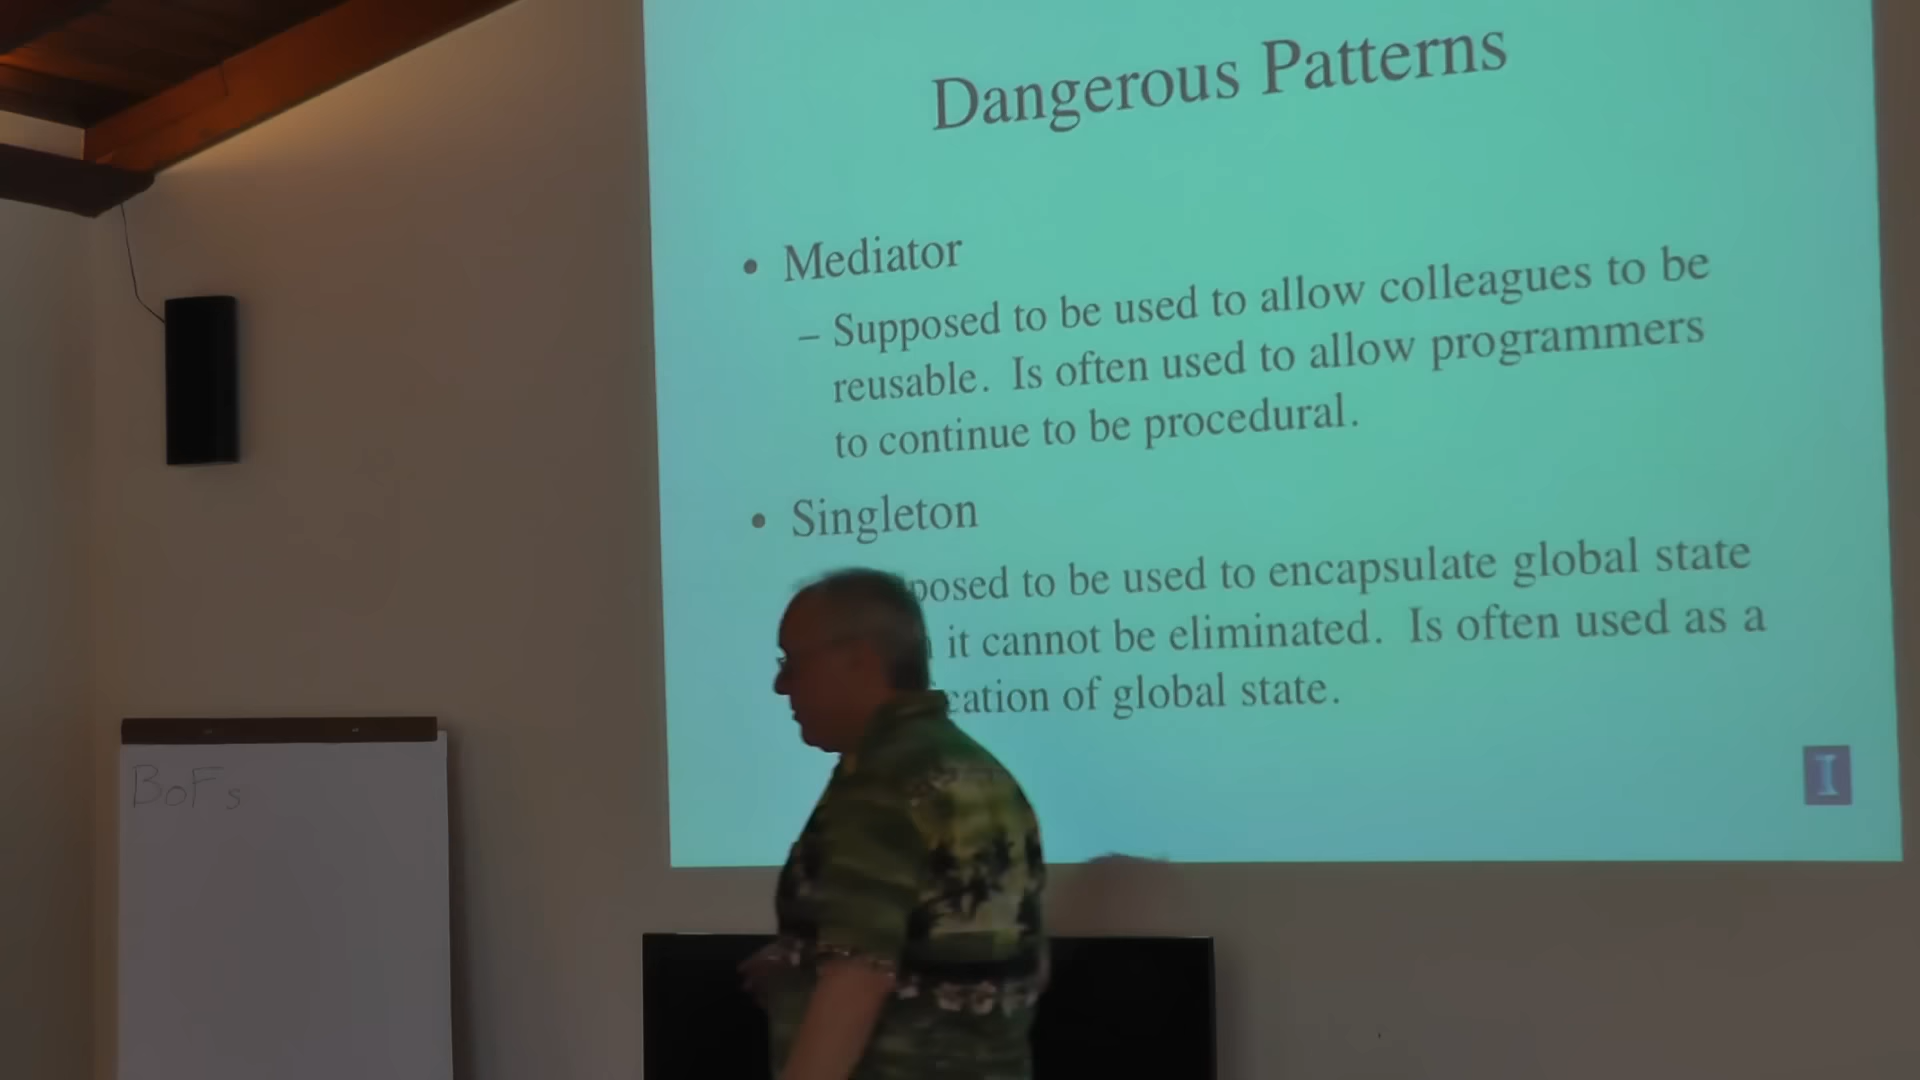 Dangerous Patterns
• Mediator
– Supposed to be used to allow colleagues to be
reusable. Is often used to allow programmers
to continue to be procedural.
• Singleton
posed to be used to encapsulate global state
it cannot be eliminated. Is often used as a
cation of global state.
I
BoFs